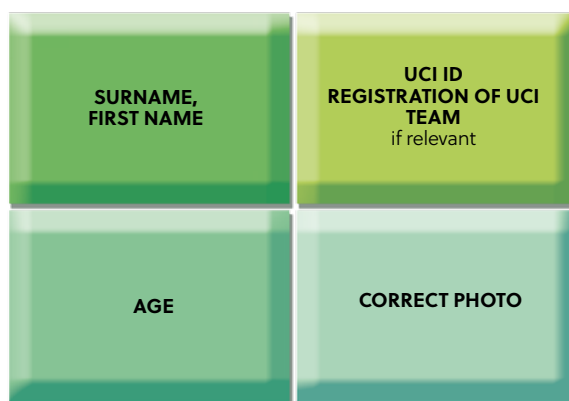 SURNAME,
FIRST NAME
UCI ID
REGISTRATION OF UCI
TEAM
if relevant
AGE
CORRECT PHOTO